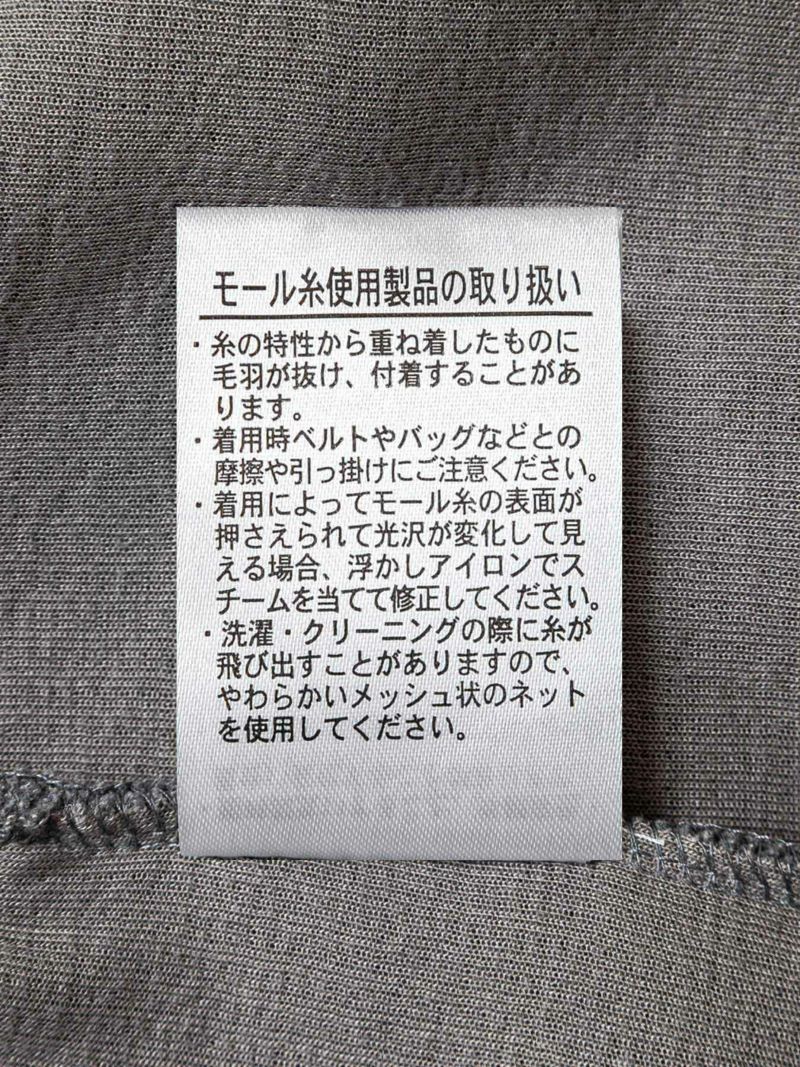 モール糸使用製品の取り扱い
・糸の特性から重ね着したものに
毛羽が抜け、付着することがあ
ります。
・着用時ベルトやバッグなどとの
摩擦や引っ掛けにご注意ください。
・着用によってモール糸の表面が
押さえられて光沢が変化して見
える場合、浮かしアイロンでス
チームを当てて修正してください。
・洗濯・クリーニングの際に糸が
飛び出すことがありますので、
やわらかいメッシュ状のネット
を使用してください。